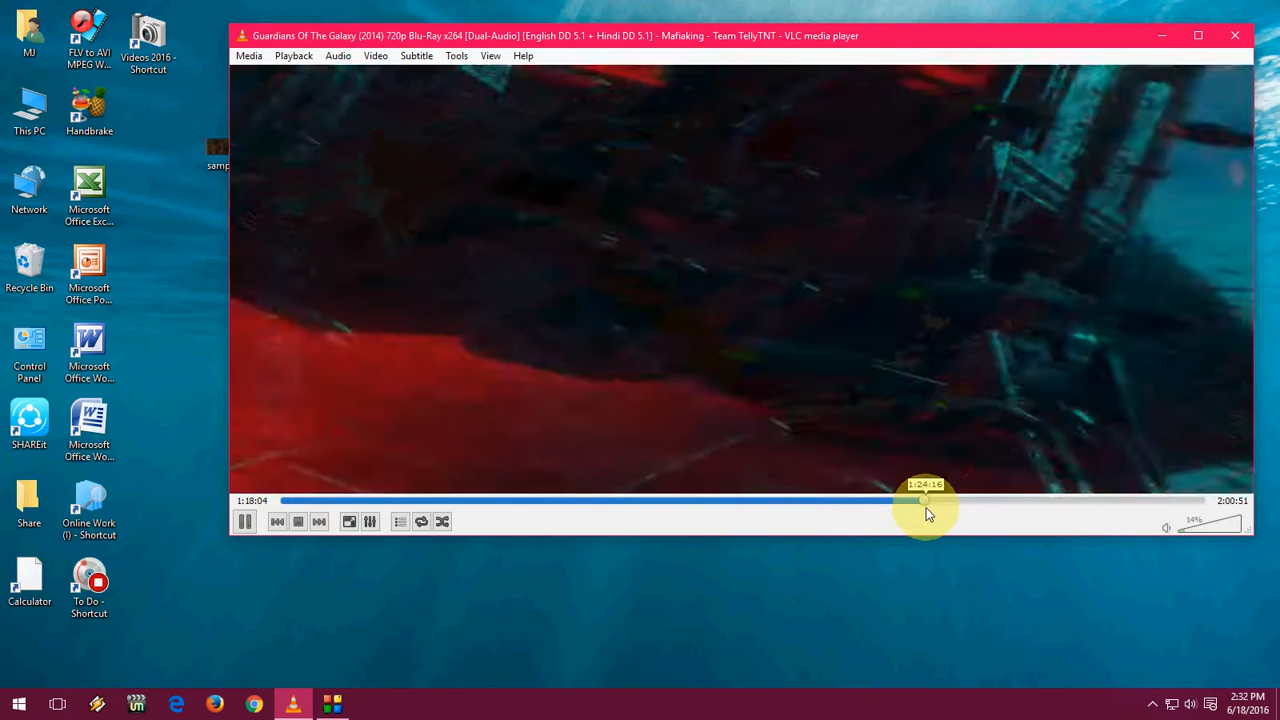 Guardians Of The Galaxy (2014) 720p Blu-Ray x264 [Dual-Audio] [English DD 5.1 + Hindi DD 5.1] - Mafiaking - Team TellyTNT - VLC media player
Media Playback Audio Video Subtitle Tools View Help
MJ
FLV to AVI
MPEG W...
Videos 2016 -
Shortcut
This PC
Handbrake
samp
Network
Microsoft
Office Exc...
Recycle Bin
Microsoft
Office Po...
Control
Panel
Microsoft
Office Wo...
SHAREit
Microsoft
Office Wo...
Share
Online Work
(I) - Shortcut
Calculator
To Do -
Shortcut
1:24:16
1:18:04
2:00:51
14%
2:32 PM
6/18/2016